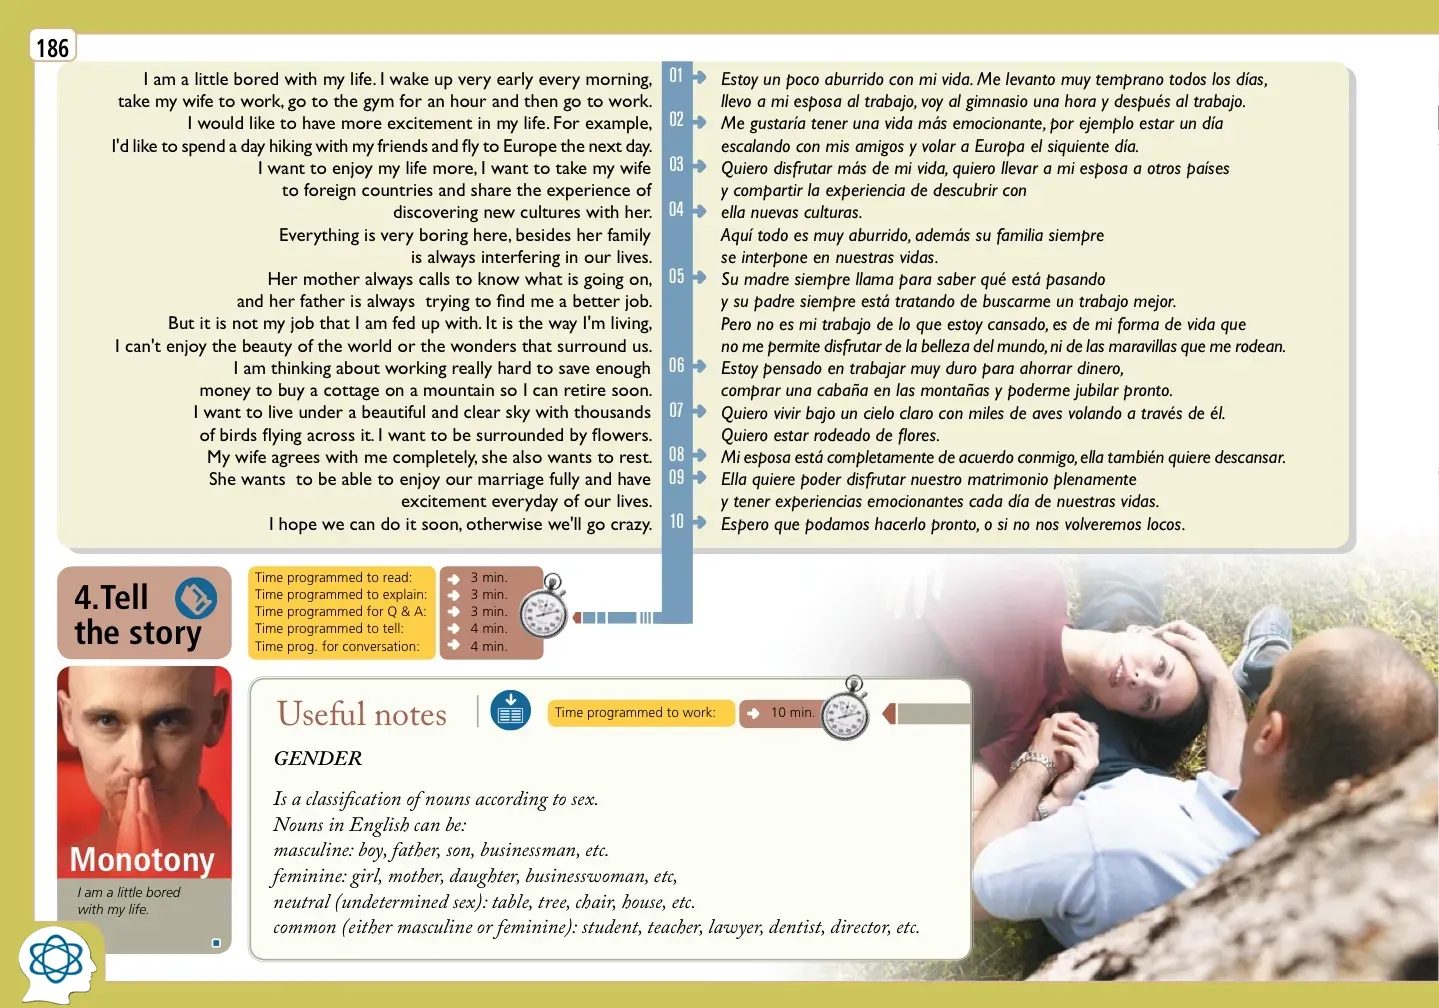 186
I am a little bored with my life. I wake up very early every morning,
take my wife to work, go to the gym for an hour and then go to work.
I would like to have more excitement in my life. For example,
I'd like to spend a day hiking with my friends and fly to Europe the next day.
I want to enjoy my life more, I want to take my wife
to foreign countries and share the experience of
discovering new cultures with her.
Everything is very boring here, besides her family
is always interfering in our lives.
Her mother always calls to know what is going on,
and her father is always trying to find me a better job.
But it is not my job that I am fed up with. It is the way I'm living,
I can't enjoy the beauty of the world or the wonders that surround us.
I am thinking about working really hard to save enough
money to buy a cottage on a mountain so I can retire soon.
I want to live under a beautiful and clear sky with thousands
of birds flying across it. I want to be surrounded by flowers.
My wife agrees with me completely, she also wants to rest.
She wants to be able to enjoy our marriage fully and have
excitement everyday of our lives.
I hope we can do it soon, otherwise we'll go crazy.
01
02
03
04
05
06
07
08
09
10
Estoy un poco aburrido con mi vida. Me levanto muy temprano todos los días,
llevo a mi esposa al trabajo, voy al gimnasio una hora y después al trabajo.
Me gustaría tener una vida más emocionante, por ejemplo estar un día
escalando con mis amigos y volar a Europa el siquiente día.
Quiero disfrutar más de mi vida, quiero llevar a mi esposa a otros países
y compartir la experiencia de descubrir con
ella nuevas culturas.
Aquí todo es muy aburrido, además su familia siempre
se interpone en nuestras vidas.
Su madre siempre llama para saber qué está pasando
y su padre siempre está tratando de buscarme un trabajo mejor.
Pero no es mi trabajo de lo que estoy cansado, es de mi forma de vida que
no me permite disfrutar de la belleza del mundo, ni de las maravillas que me rodean.
Estoy pensado en trabajar muy duro para ahorrar dinero,
comprar una cabaña en las montañas y poderme jubilar pronto.
Quiero vivir bajo un cielo claro con miles de aves volando a través de él.
Quiero estar rodeado de flores.
Mi esposa está completamente de acuerdo conmigo, ella también quiere descansar.
Ella quiere poder disfrutar nuestro matrimonio plenamente
y tener experiencias emocionantes cada día de nuestras vidas.
Espero que podamos hacerlo pronto, o si no nos volveremos locos.
4.Tell
the story
Time programmed to read: 3 min.
Time programmed to explain: 3 min.
Time programmed for Q & A: 3 min.
Time programmed to tell: 4 min.
Time prog. for conversation: 4 min.
Monotony
I am a little bored
with my life.
Useful notes
Time programmed to work: 10 min.
GENDER
Is a classification of nouns according to sex.
Nouns in English can be:
masculine: boy, father, son, businessman, etc.
feminine: girl, mother, daughter, businesswoman, etc,
neutral (undetermined sex): table, tree, chair, house, etc.
common (either masculine or feminine): student, teacher, lawyer, dentist, director, etc.